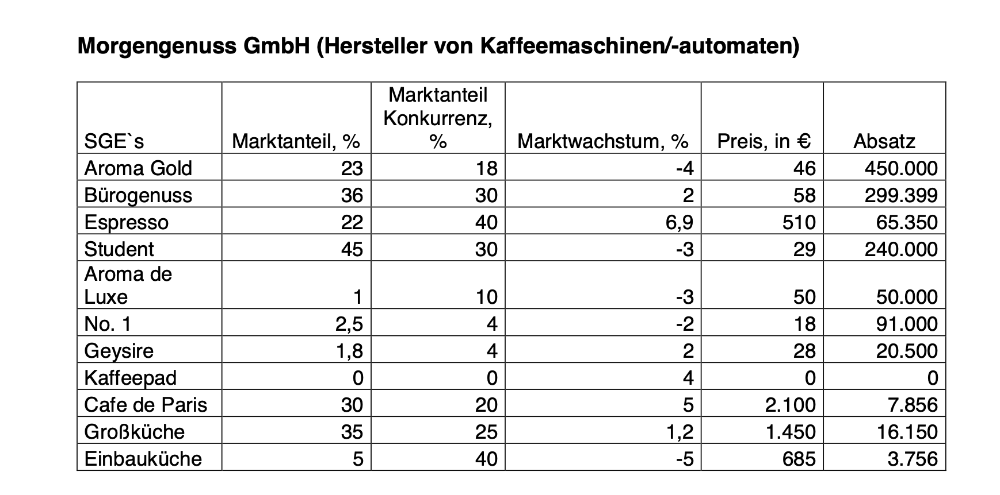 Morgengenuss GmbH (Hersteller von Kaffeemaschinen/-automaten)
SGE`s Marktanteil, % Marktanteil Konkurrenz, % Marktwachstum, % Preis, in € Absatz
Aroma Gold 23 18 -4 46 450.000
Bürogenuss 36 30 2 58 299.399
Espresso 22 40 6,9 510 65.350
Student 45 30 -3 29 240.000
Aroma de Luxe 1 10 -3 50 50.000
No. 1 2,5 4 -2 18 91.000
Geysire 1,8 4 2 28 20.500
Kaffeepad 0 0 4 0 0
Cafe de Paris 30 20 5 2.100 7.856
Großküche 35 25 1,2 1.450 16.150
Einbauküche 5 40 -5 685 3.756